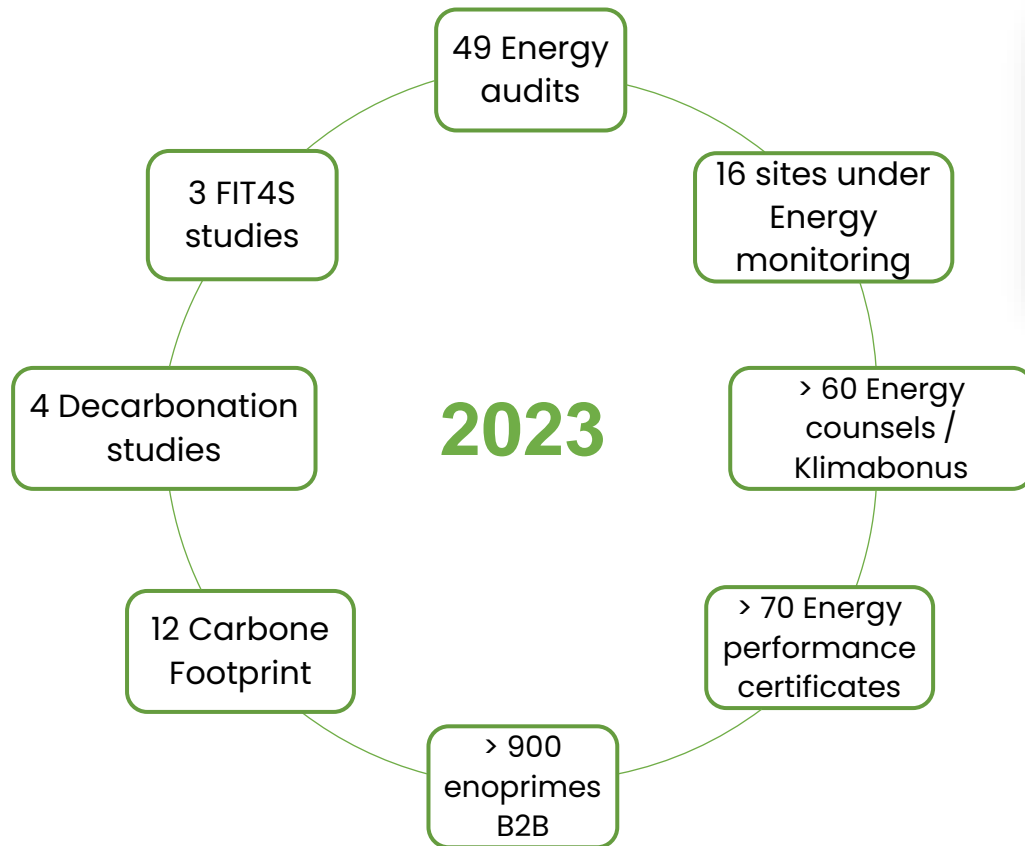 49 Energy
audits
16 sites under
Energy
monitoring
> 60 Energy
counsels /
Klimabonus
> 70 Energy
performance
certificates
> 900
enoprimes
B2B
12 Carbone
Footprint
4 Decarbonation
studies
3 FIT4S
studies
2023